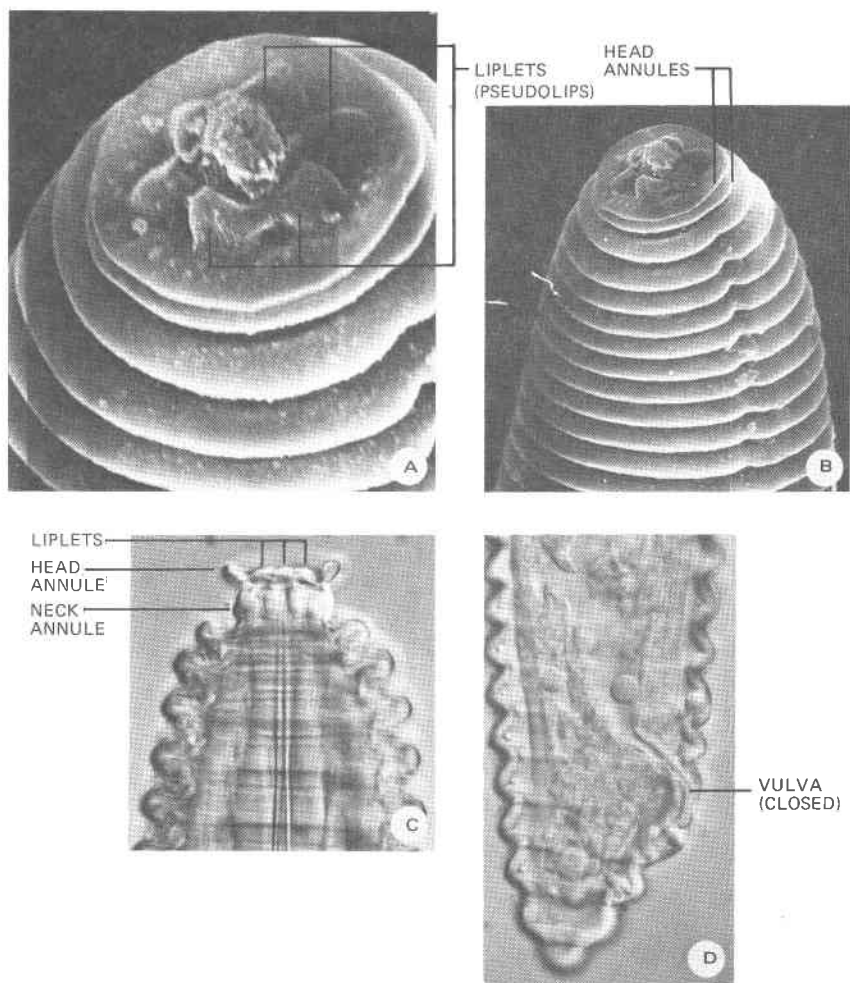 LIPLETS
(PSEUDOLIPS)
HEAD
ANNULES
A
B
LIPLETS
HEAD
ANNULE
NECK
ANNULE
C
VULVA
(CLOSED)
D